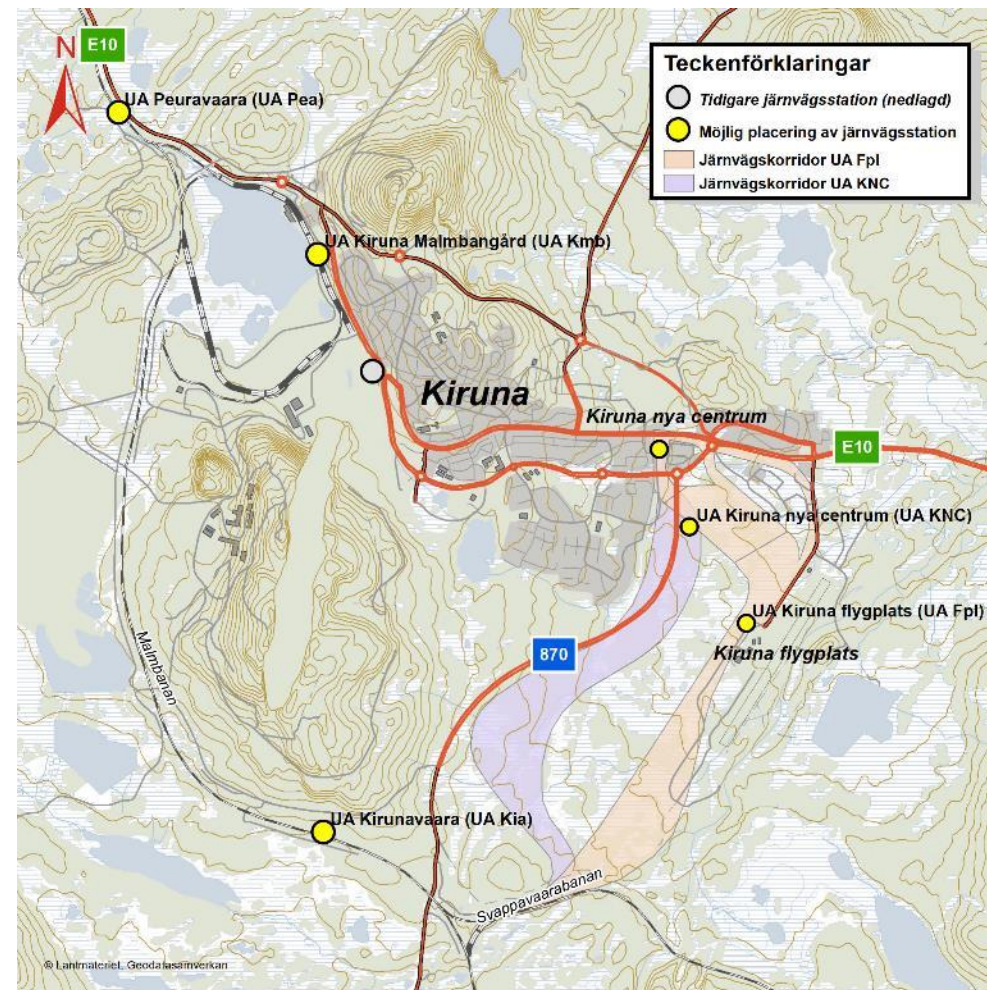 N
E10
UA Peuravaara (UA Pea)
Teckenförklaringar
Tidigare järnvägsstation (nedlagd)
Möjlig placering av järnvägsstation
Järnvägskorridor UA Fpl
Järnvägskorridor UA KNC
UA Kiruna Malmbangård (UA Kmb)
Kiruna
Kiruna nya centrum
E10
UA Kiruna nya centrum (UA KNC)
UA Kiruna flygplats (UA Fpl)
Kiruna flygplats
870
Malmbanan
UA Kirunavaara (UA Kia)
Svappavaarabanan
© Lantmäteriet, Geodatasamverkan